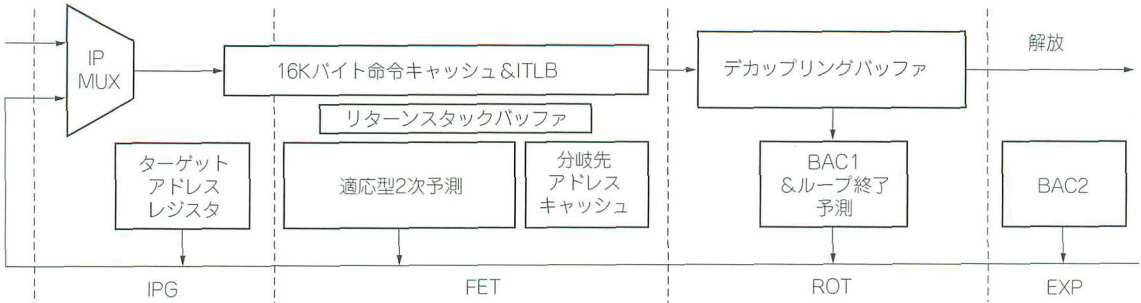 IP
MUX
16Kバイト命令キャッシュ&ITLB
デカップリングバッファ
解放
リターンスタックバッファ
ターゲット
アドレス
レジスタ
適応型2次予測
分岐先
アドレス
キャッシュ
BAC1
&ループ終了
予測
BAC2
IPG
FET
ROT
EXP